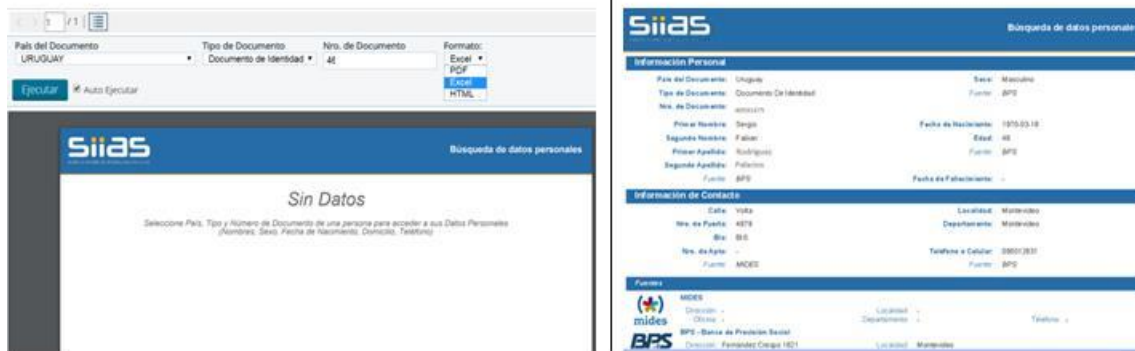 1 / 1
País del Documento Tipo de Documento Nro. de Documento Formato:
URUGUAY Documento de Identidad 46 Excel
PDF
Excel
HTML
Ejecutar Auto Ejecutar
Siias
Búsqueda de datos personales
Sin Datos
Seleccione País, Tipo y Número de Documento de una persona para acceder a sus Datos Personales
(Nombres, Sexo, Fecha de Nacimiento, Domicilio, Teléfono)
Siias
Búsqueda de datos personales
Información Personal
País del Documento: Uruguay Sexo: Masculino
Tipo de Documento: Documento De Identidad Fuente: BPS
Nro. de Documento:
Primer Nombre: Sergio Fecha de Nacimiento:
Segundo Nombre: Edad: 48
Primer Apellido: Rodriguez Fuente: BPS
Segundo Apellido:
Fuente: BPS Fecha de Fallecimiento: -
Información de Contacto
Calle: Volta Localidad: Montevideo
Nro. de Puerta: Departamento: Montevideo
Bis: BIS
Nro. de Apto: - Teléfono o Celular:
Fuente: MIDES Fuente: BPS
Fuentes
mides
MIDES
Dirección: - Localidad: -
Oficina: - Departamento: - Teléfono: -
BPS
BPS - Banco de Previsión Social
Dirección: Fernández Crespo 1621 Localidad: Montevideo